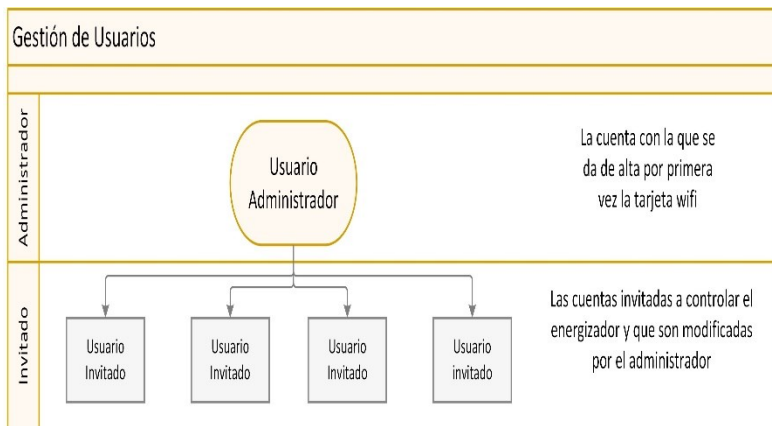 Gestión de Usuarios
Administrador
Usuario
Administrador
La cuenta con la que se
da de alta por primera
vez la tarjeta wifi
Invitado
Usuario
Invitado
Usuario
Invitado
Usuario
Invitado
Usuario
invitado
Las cuentas invitadas a controlar el
energizador y que son modificadas
por el administrador